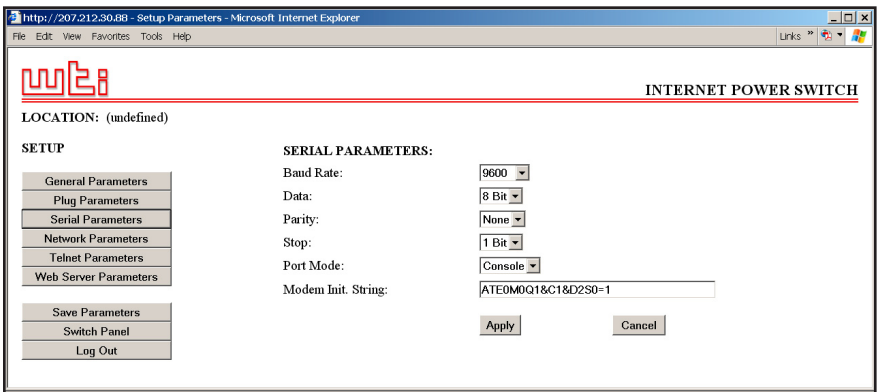 http://207.212.30.88 - Setup Parameters - Microsoft Internet Explorer
File Edit View Favorites Tools Help Links »
wti
INTERNET POWER SWITCH
LOCATION: (undefined)
SETUP
General Parameters
Plug Parameters
Serial Parameters
Network Parameters
Telnet Parameters
Web Server Parameters
Save Parameters
Switch Panel
Log Out
SERIAL PARAMETERS:
Baud Rate: 9600
Data: 8 Bit
Parity: None
Stop: 1 Bit
Port Mode: Console
Modem Init. String: ATE0M0Q1&C1&D2S0=1
Apply Cancel